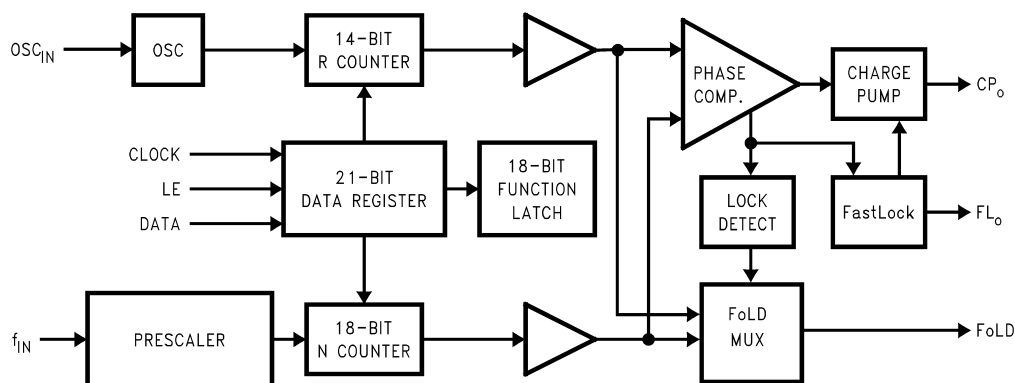 OSC_IN
OSC
14-BIT
R COUNTER
PHASE
COMP.
CHARGE
PUMP
CP_o
CLOCK
LE
DATA
21-BIT
DATA REGISTER
18-BIT
FUNCTION
LATCH
LOCK
DETECT
FastLock
FL_o
f_IN
PRESCALER
18-BIT
N COUNTER
FoLD
MUX
FoLD